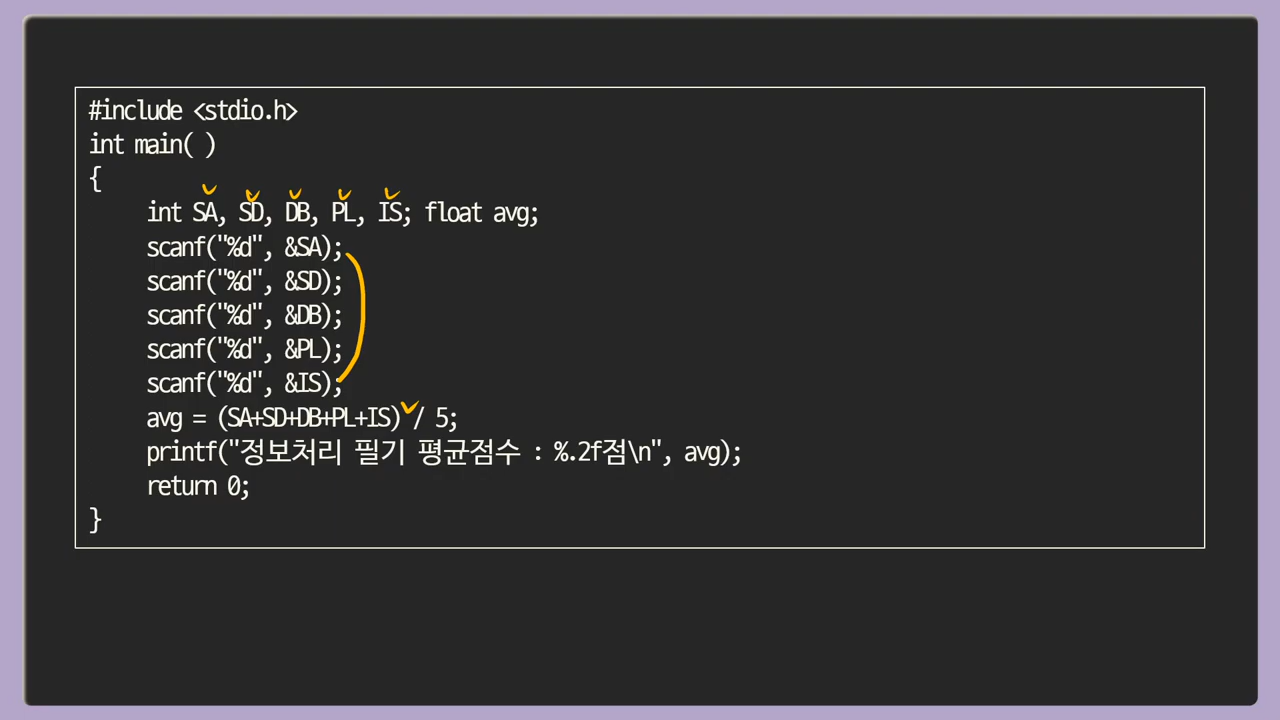 #include <stdio.h>
int main( )
{
int SA, SD, DB, PL, IS; float avg;
scanf("%d", &SA);
scanf("%d", &SD);
scanf("%d", &DB);
scanf("%d", &PL);
scanf("%d", &IS);
avg = (SA+SD+DB+PL+IS) / 5;
printf("정보처리 필기 평균점수 : %.2f점\n", avg);
return 0;
}